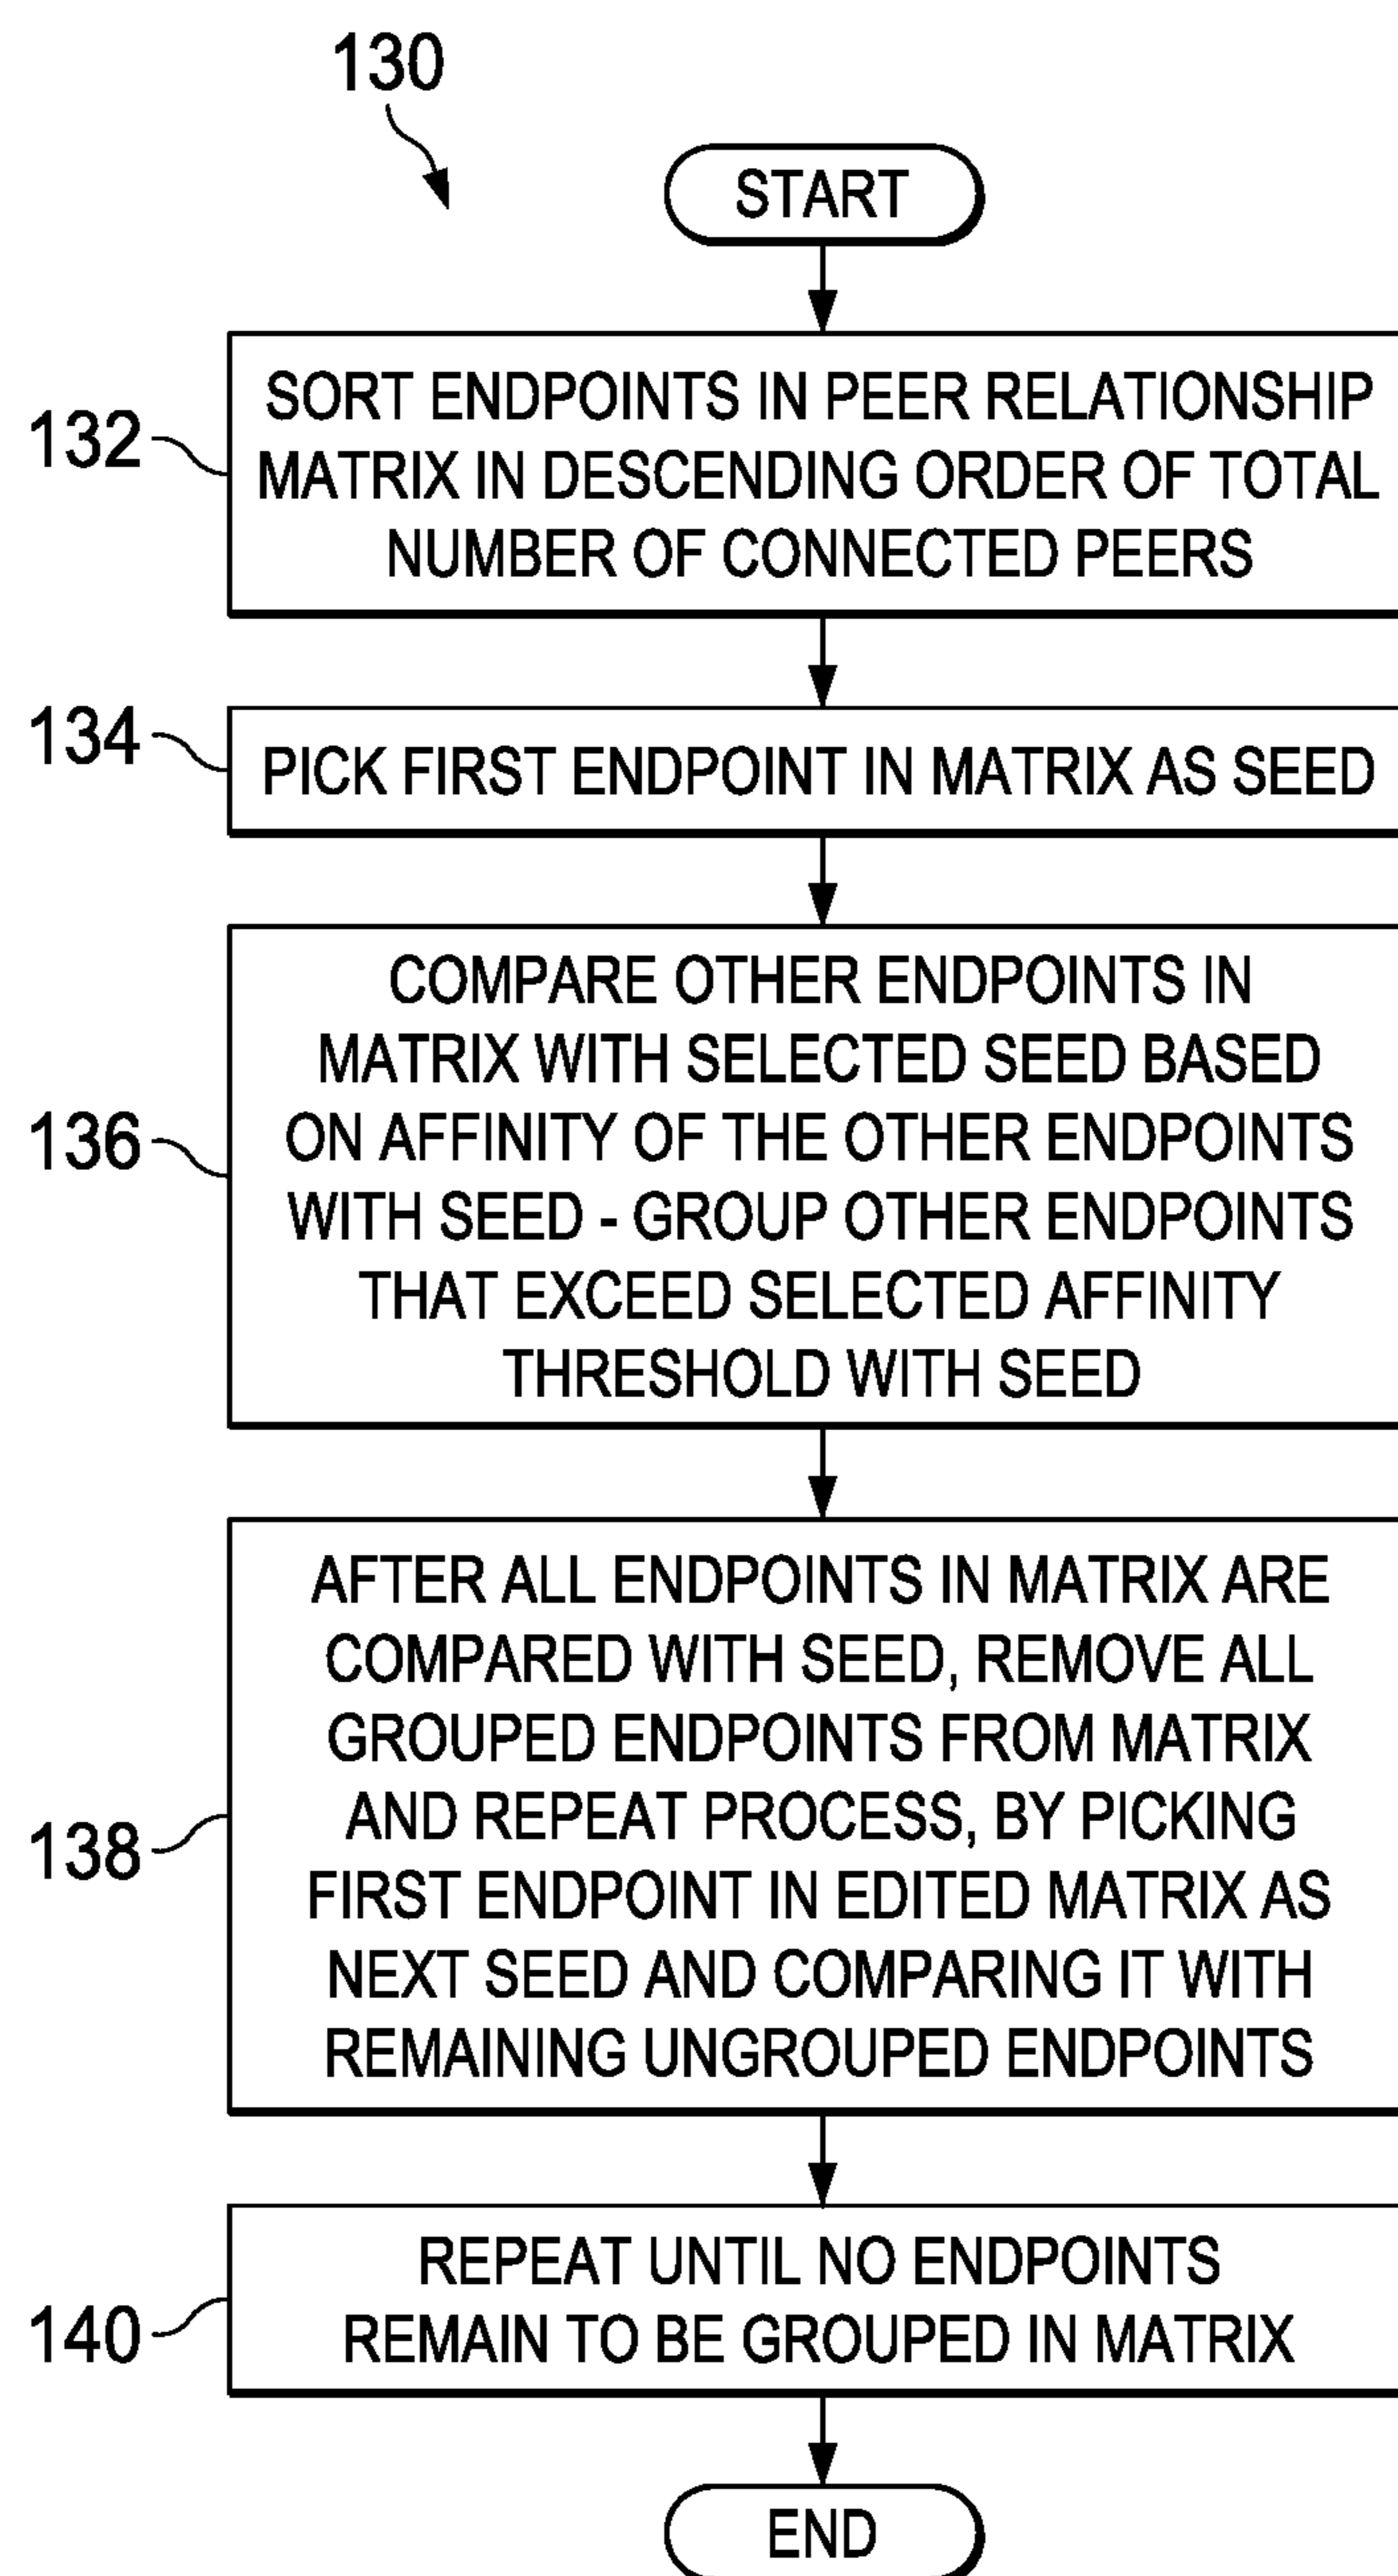 130
START
132
SORT ENDPOINTS IN PEER RELATIONSHIP
MATRIX IN DESCENDING ORDER OF TOTAL
NUMBER OF CONNECTED PEERS
134
PICK FIRST ENDPOINT IN MATRIX AS SEED
136
COMPARE OTHER ENDPOINTS IN
MATRIX WITH SELECTED SEED BASED
ON AFFINITY OF THE OTHER ENDPOINTS
WITH SEED - GROUP OTHER ENDPOINTS
THAT EXCEED SELECTED AFFINITY
THRESHOLD WITH SEED
138
AFTER ALL ENDPOINTS IN MATRIX ARE
COMPARED WITH SEED, REMOVE ALL
GROUPED ENDPOINTS FROM MATRIX
AND REPEAT PROCESS, BY PICKING
FIRST ENDPOINT IN EDITED MATRIX AS
NEXT SEED AND COMPARING IT WITH
REMAINING UNGROUPED ENDPOINTS
140
REPEAT UNTIL NO ENDPOINTS
REMAIN TO BE GROUPED IN MATRIX
END